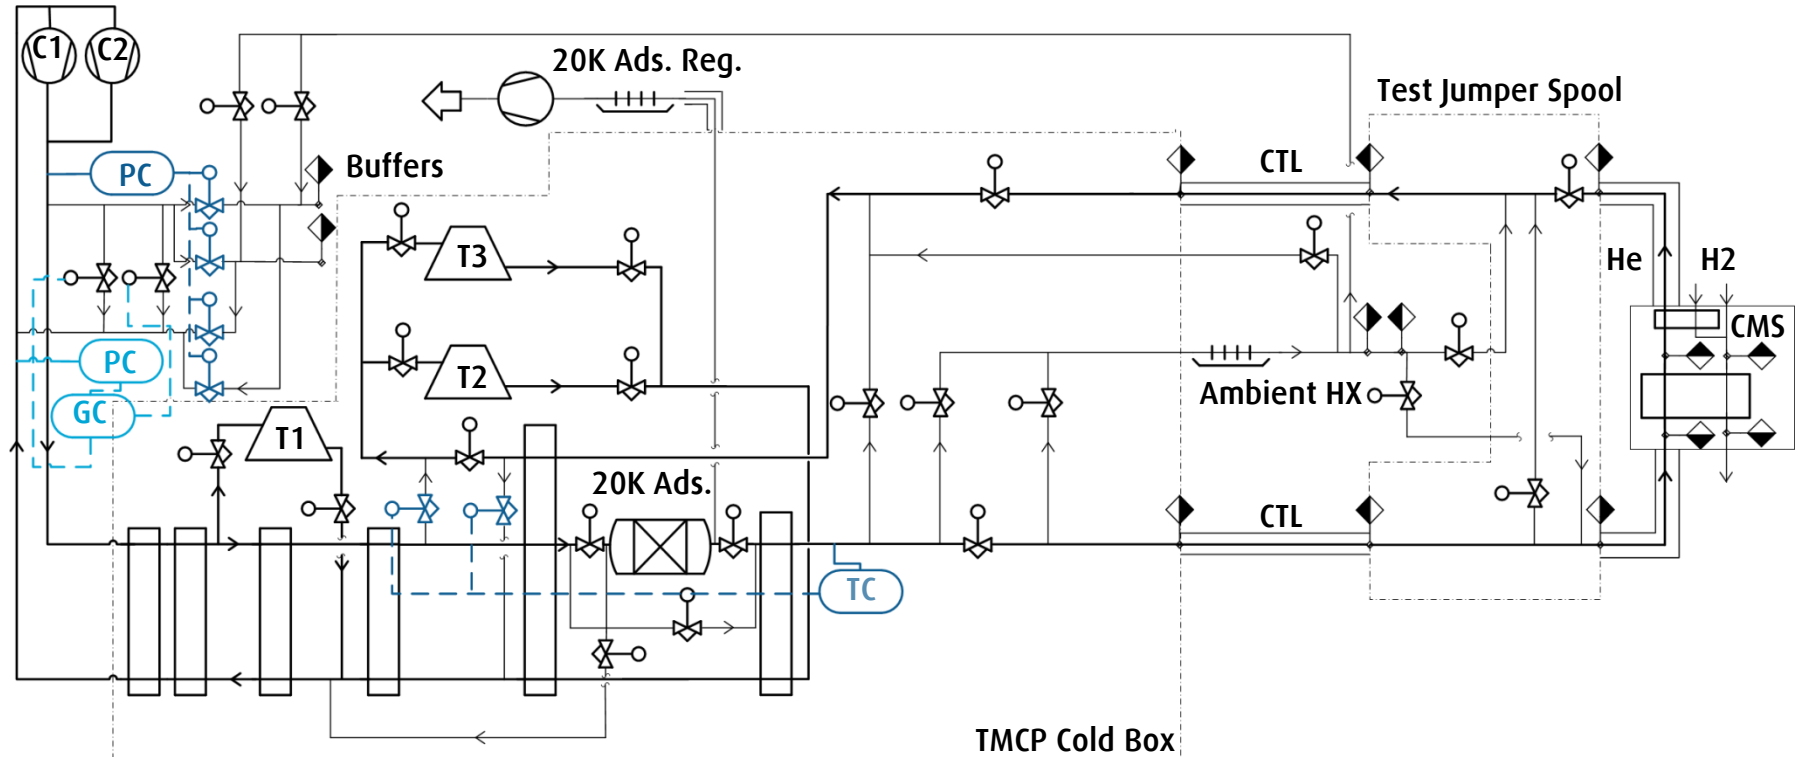 C1
C2
20K Ads. Reg.
Test Jumper Spool
PC
Buffers
CTL
T3
He
H2
CMS
PC
T2
Ambient HX
GC
T1
20K Ads.
CTL
TC
TMCP Cold Box